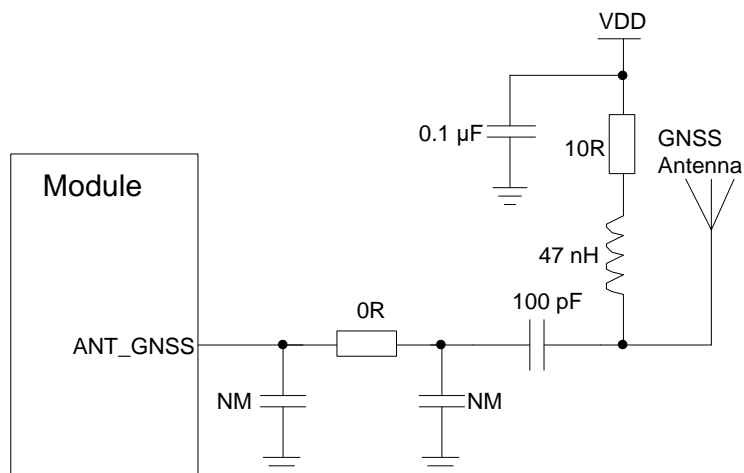 VDD
0.1 µF
10R
GNSS
Antenna
Module
47 nH
100 pF
0R
ANT_GNSS
NM
NM